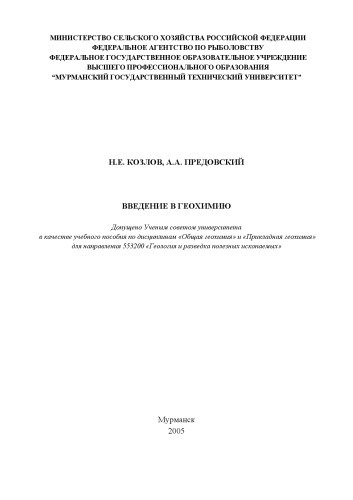 МИНИСТЕРСТВО СЕЛЬСКОГО ХОЗЯЙСТВА РОССИЙСКОЙ ФЕДЕРАЦИИ
ФЕДЕРАЛЬНОЕ АГЕНТСТВО ПО РЫБОЛОВСТВУ
ФЕДЕРАЛЬНОЕ ГОСУДАРСТВЕННОЕ ОБРАЗОВАТЕЛЬНОЕ УЧРЕЖДЕНИЕ
ВЫСШЕГО ПРОФЕССИОНАЛЬНОГО ОБРАЗОВАНИЯ
“МУРМАНСКИЙ ГОСУДАРСТВЕННЫЙ ТЕХНИЧЕСКИЙ УНИВЕРСИТЕТ”
Н.Е. КОЗЛОВ, А.А. ПРЕДОВСКИЙ
ВВЕДЕНИЕ В ГЕОХИМИЮ
Допущено Ученым советом университета
в качестве учебного пособия по дисциплинам «Общая геохимия» и «Прикладная геохимия»
для направления 553200 «Геология и разведка полезных ископаемых»
Мурманск
2005